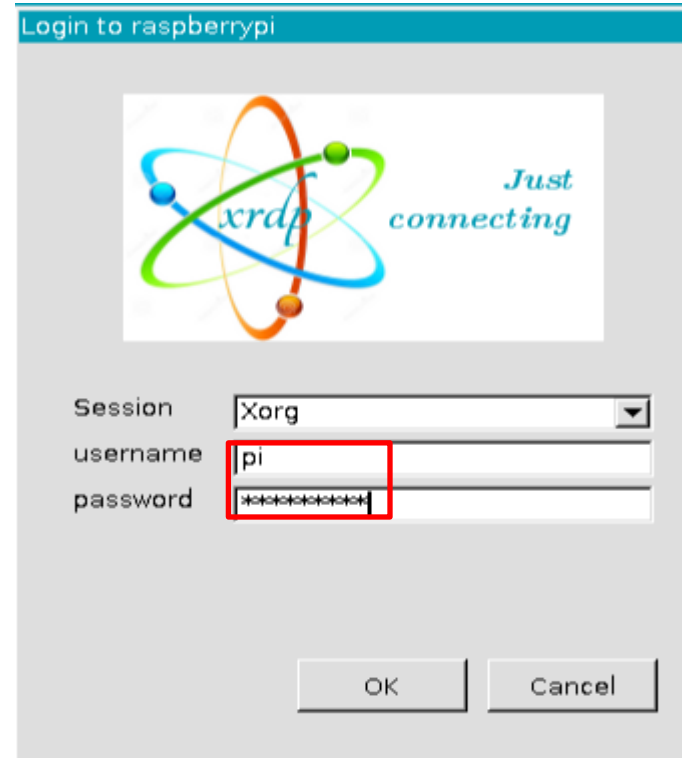 Login to raspberrypi
Just
xrdp connecting
Session Xorg
username pi
password *********
OK Cancel